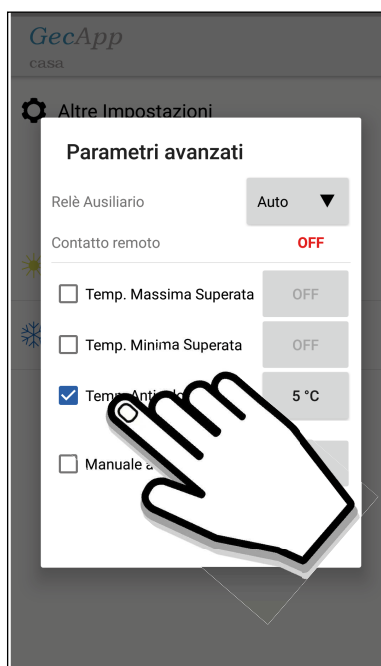 GecApp
casa
Altre Impostazioni
Parametri avanzati
Relè Ausiliario
Auto ▼
Contatto remoto
OFF
Temp. Massima Superata
OFF
Temp. Minima Superata
OFF
5 °C
Manuale